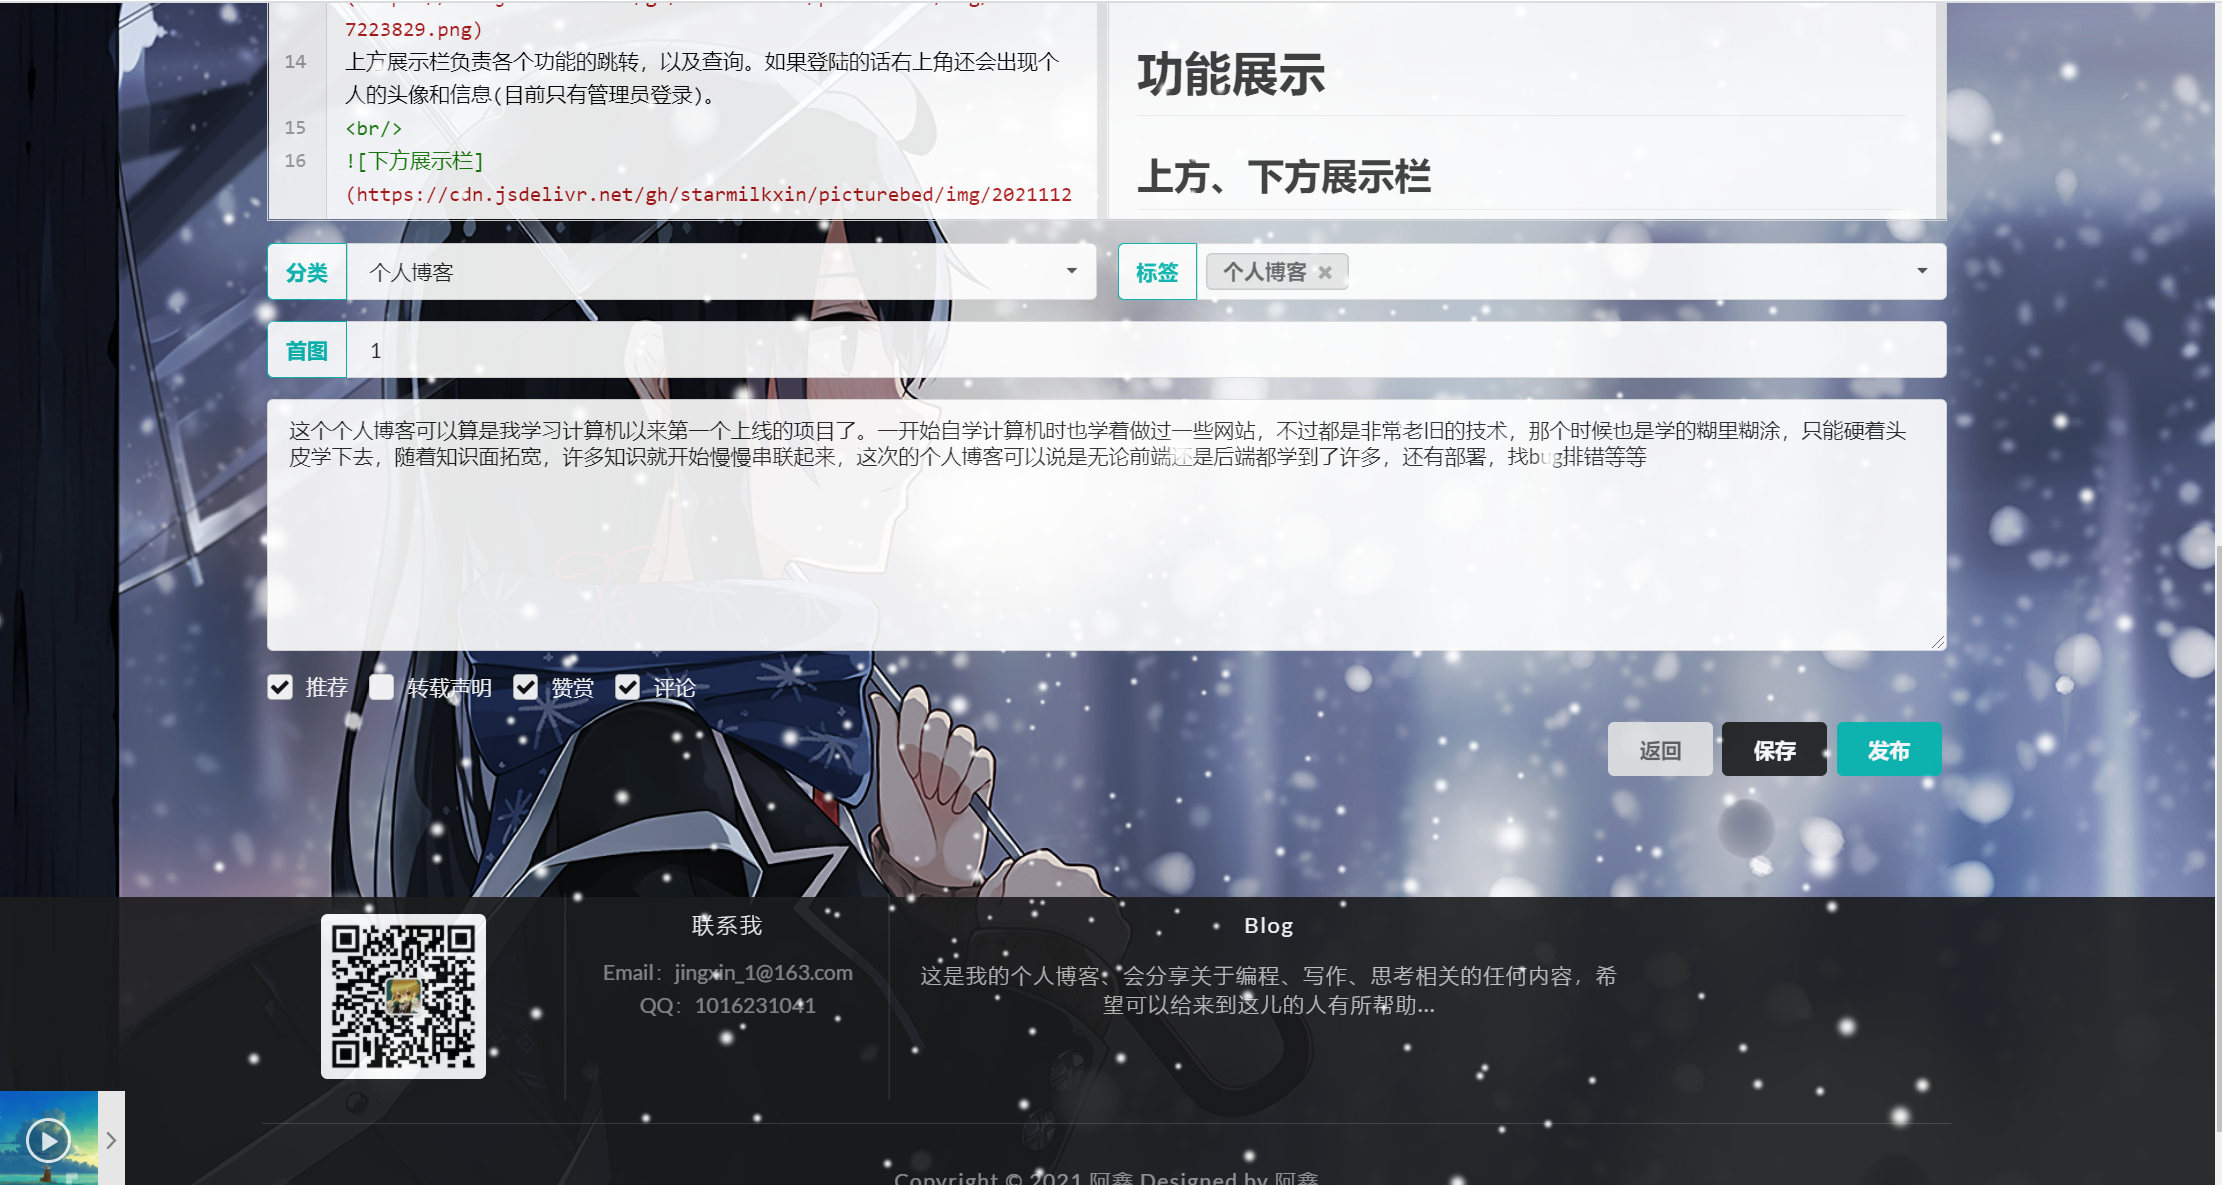 7223829.png)
14 上方展示栏负责各个功能的跳转，以及查询。如果登陆的话右上角还会出现个
人的头像和信息(目前只有管理员登录)。
15 <br/>
16 ![下方展示栏]
(https://cdn.jsdelivr.net/gh/starmilkxin/picturebed/img/2021112
功能展示
上方、下方展示栏
分类 个人博客
标签 个人博客
首图 1
这个个人博客可以算是我学习计算机以来第一个上线的项目了。一开始自学计算机时也学着做过一些网站，不过都是非常老旧的技术，那个时候也是学的糊里糊涂，只能硬着头
皮学下去，随着知识面拓宽，许多知识就开始慢慢串联起来，这次的个人博客可以说是无论前端还是后端都学到了许多，还有部署，找bug排错等等
推荐 转载声明 赞赏 评论
返回 保存 发布
联系我
Email：jingxin_1@163.com
QQ：1016231041
Blog
这是我的个人博客、会分享关于编程、写作、思考相关的任何内容，希
望可以给来到这儿的人有所帮助...
Copyright © 2021 阿鑫 Designed by 阿鑫